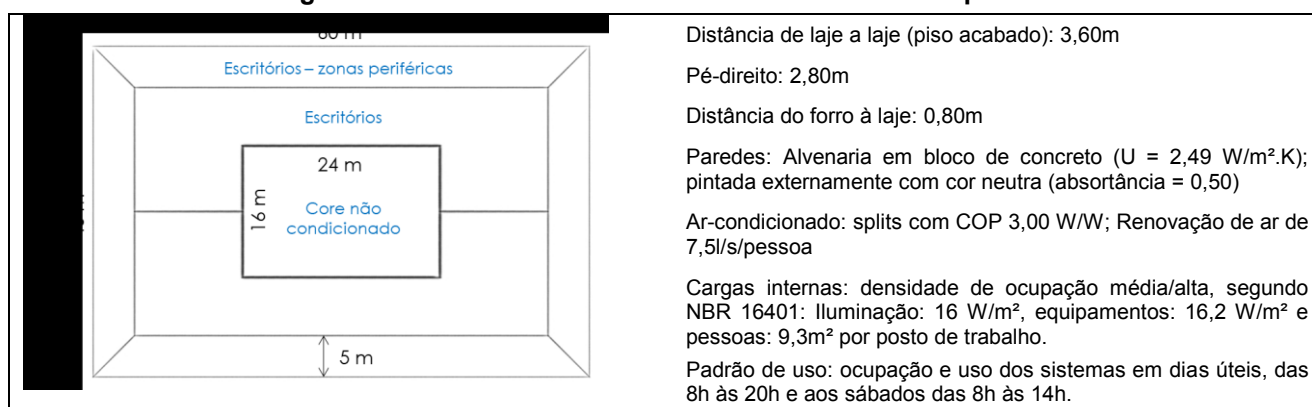 Escritórios – zonas periféricas
Escritórios
24 m
16 m
Core não
condicionado
5 m
Distância de laje a laje (piso acabado): 3,60m
Pé-direito: 2,80m
Distância do forro à laje: 0,80m
Paredes: Alvenaria em bloco de concreto (U = 2,49 W/m².K);
pintada externamente com cor neutra (absortância = 0,50)
Ar-condicionado: splits com COP 3,00 W/W; Renovação de ar de
7,5l/s/pessoa
Cargas internas: densidade de ocupação média/alta, segundo
NBR 16401: Iluminação: 16 W/m², equipamentos: 16,2 W/m² e
pessoas: 9,3m² por posto de trabalho.
Padrão de uso: ocupação e uso dos sistemas em dias úteis, das
8h às 20h e aos sábados das 8h às 14h.